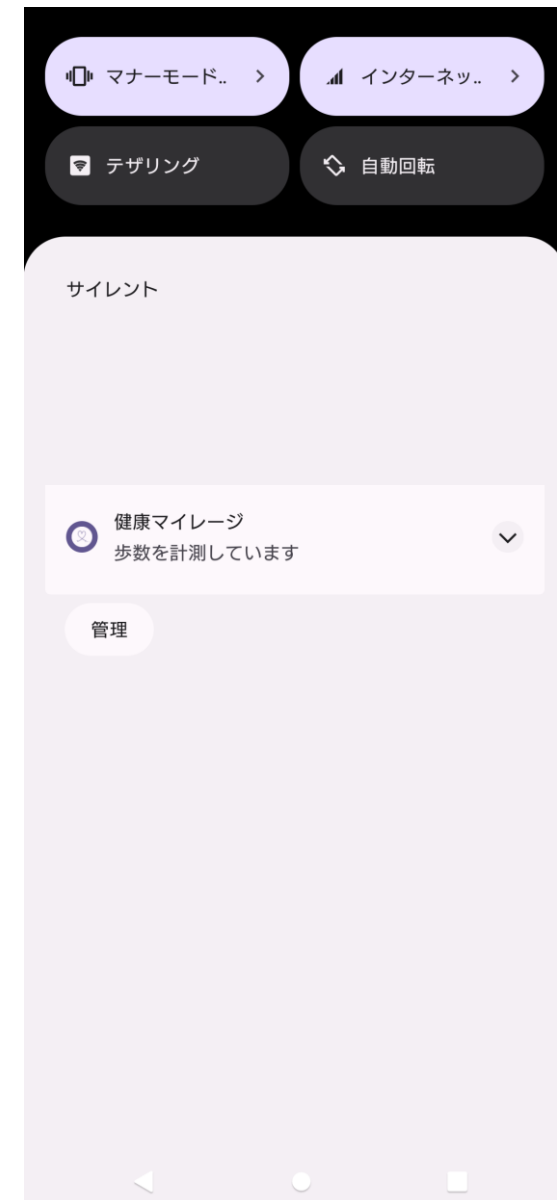 マナーモード..
インターネッ..
テザリング
自動回転
サイレント
健康マイレージ
歩数を計測しています
管理